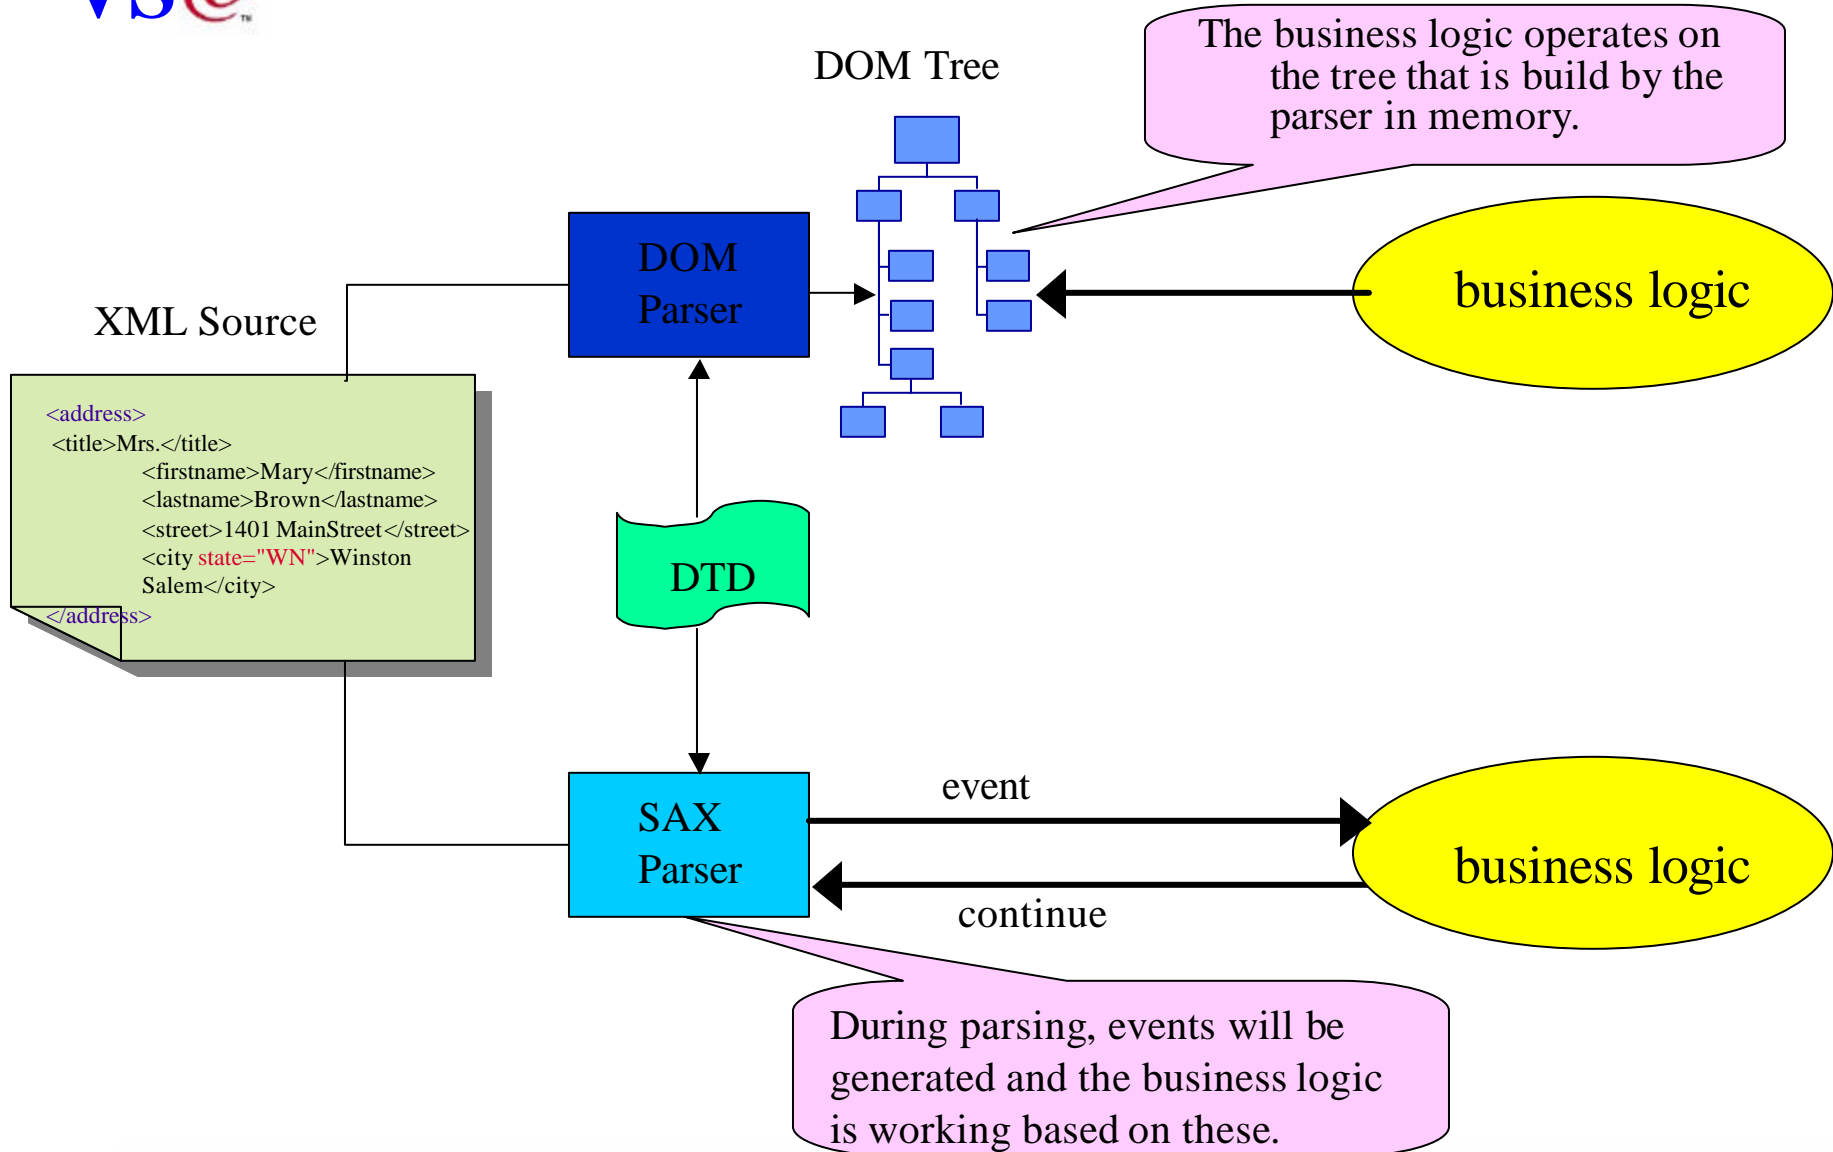 VS
TM
DOM Tree
The business logic operates on
the tree that is build by the
parser in memory.
DOM
Parser
business logic
XML Source
<address>
<title>Mrs.</title>
<firstname>Mary</firstname>
<lastname>Brown</lastname>
<street>1401 MainStreet</street>
<city state="WN">Winston
Salem</city>
</address>
DTD
SAX
Parser
event
continue
business logic
During parsing, events will be
generated and the business logic
is working based on these.